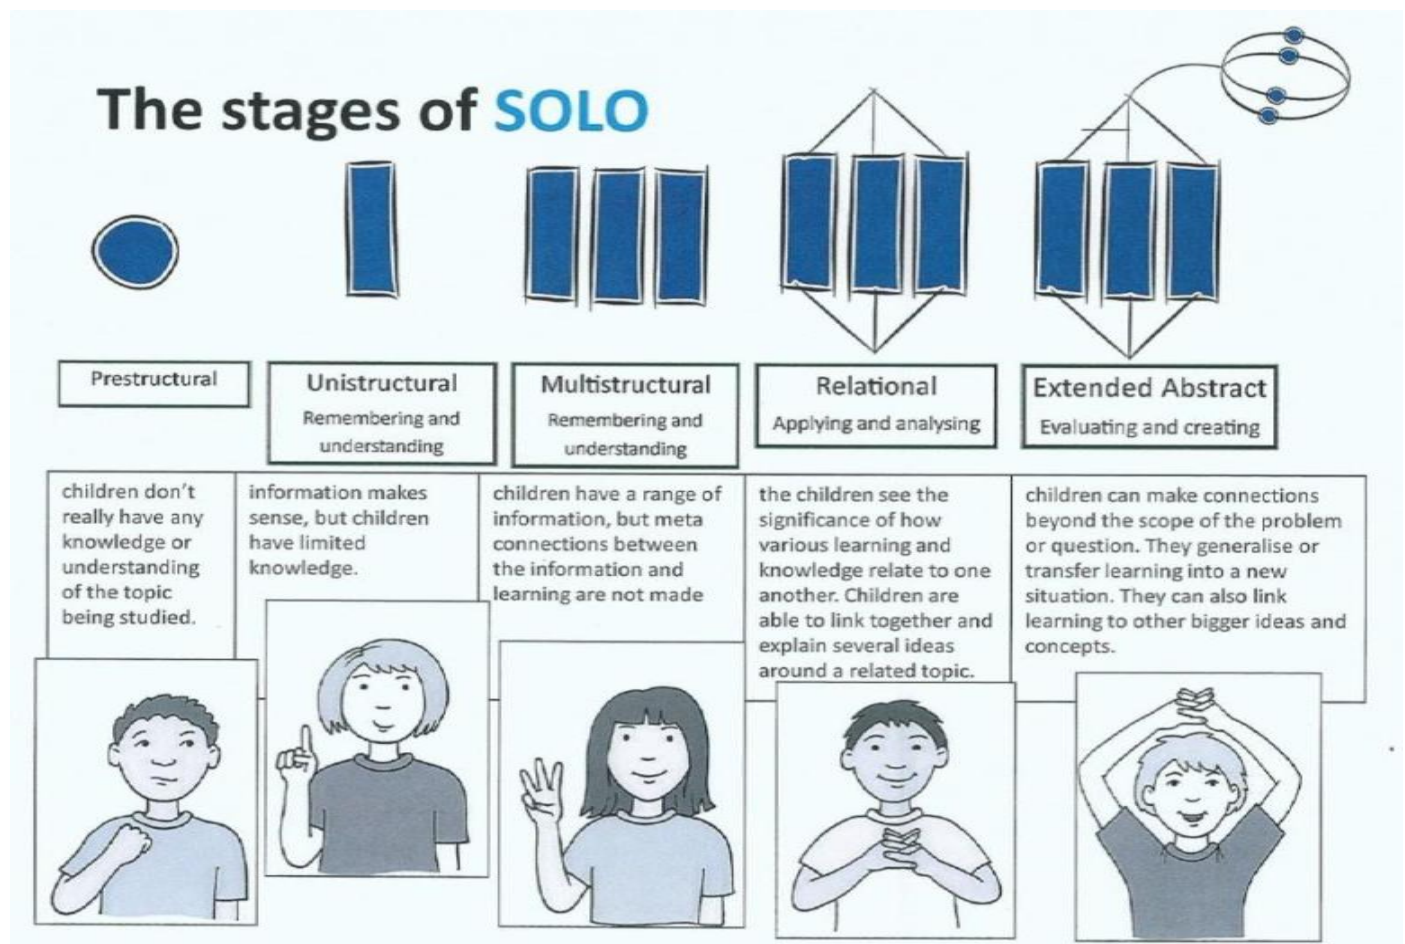 The stages of SOLO
Prestructural
Unistructural
Remembering and
understanding
Multistructural
Remembering and
understanding
Relational
Applying and analysing
Extended Abstract
Evaluating and creating
children don't
really have any
knowledge or
understanding
of the topic
being studied.
information makes
sense, but children
have limited
knowledge.
children have a range of
information, but meta
connections between
the information and
learning are not made
the children see the
significance of how
various learning and
knowledge relate to one
another. Children are
able to link together and
explain several ideas
around a related topic.
children can make connections
beyond the scope of the problem
or question. They generalise or
transfer learning into a new
situation. They can also link
learning to other bigger ideas and
concepts.